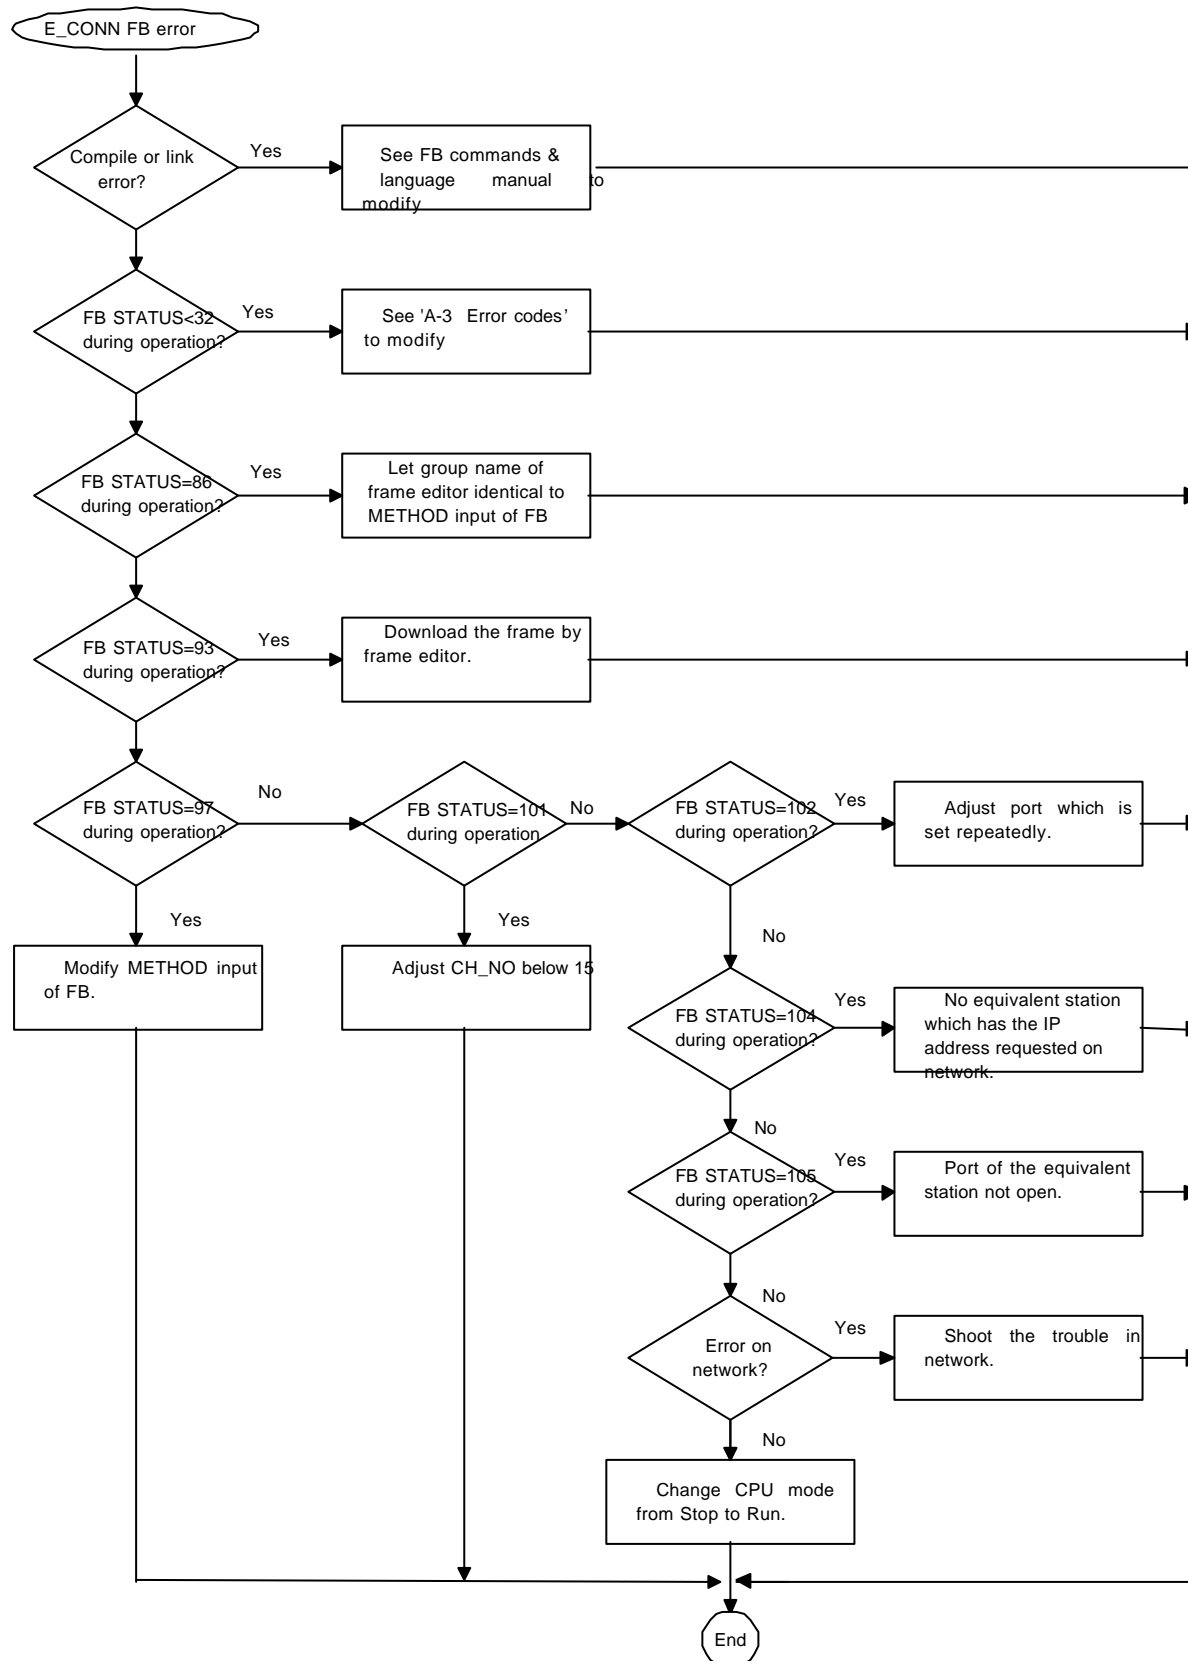 E_CONN FB error
Compile or link
error?
Yes
See FB commands &
language manual to
modify
FB STATUS<32
during operation?
Yes
See 'A-3 Error codes'
to modify
FB STATUS=86
during operation?
Yes
Let group name of
frame editor identical to
METHOD input of FB
FB STATUS=93
during operation?
Yes
Download the frame by
frame editor.
FB STATUS=97
during operation?
No
FB STATUS=101
during operation
No
FB STATUS=102
during operation?
Yes
Adjust port which is
set repeatedly.
Yes
Modify METHOD input
of FB.
Yes
Adjust CH_NO below 15
No
FB STATUS=104
during operation?
Yes
No equivalent station
which has the IP
address requested on
network.
No
FB STATUS=105
during operation?
Yes
Port of the equivalent
station not open.
No
Error on
network?
Yes
Shoot the trouble in
network.
No
Change CPU mode
from Stop to Run.
End